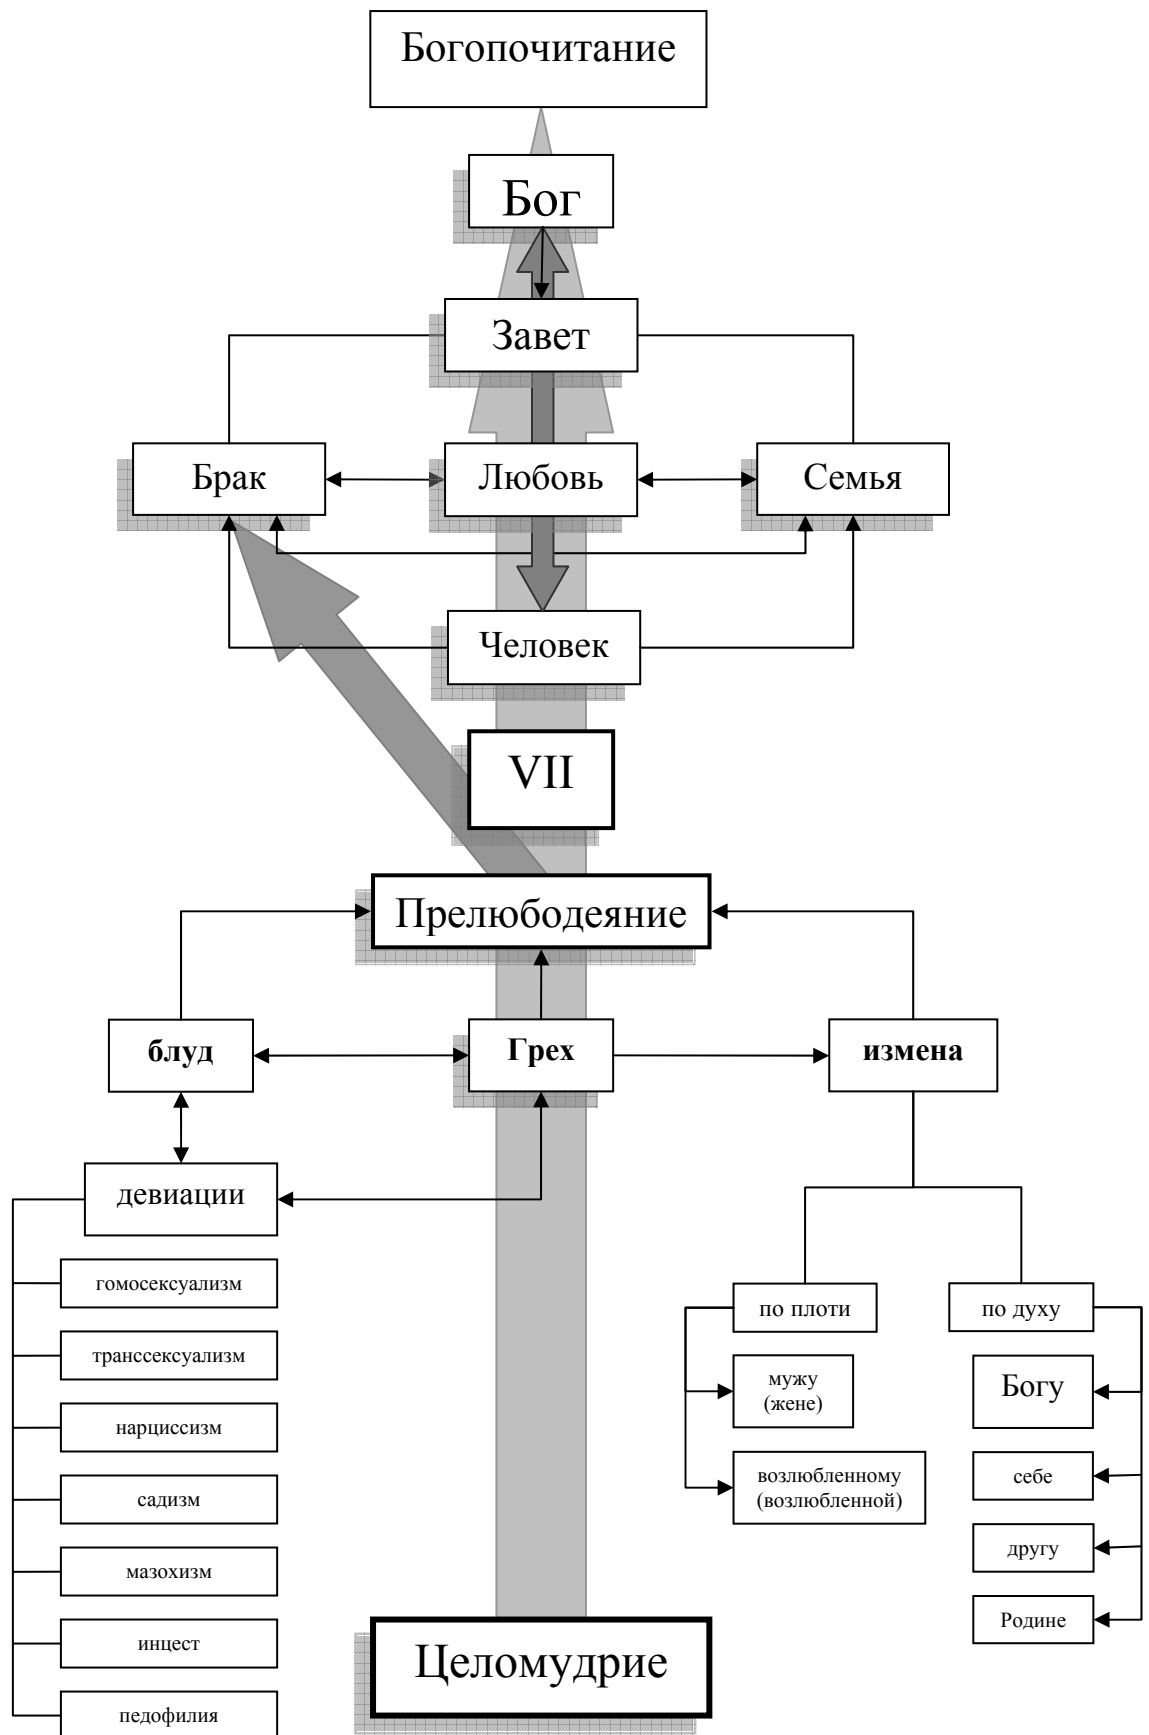 Богопочитание
Бог
Завет
Брак
Любовь
Семья
Человек
VII
Прелюбодеяние
блуд
Грех
измена
девиации
гомосексуализм
транссексуализм
нарциссизм
садизм
мазохизм
инцест
педофилия
по плоти
мужу
(жене)
возлюбленному
(возлюбленной)
по духу
Богу
себе
другу
Родине
Целомудрие